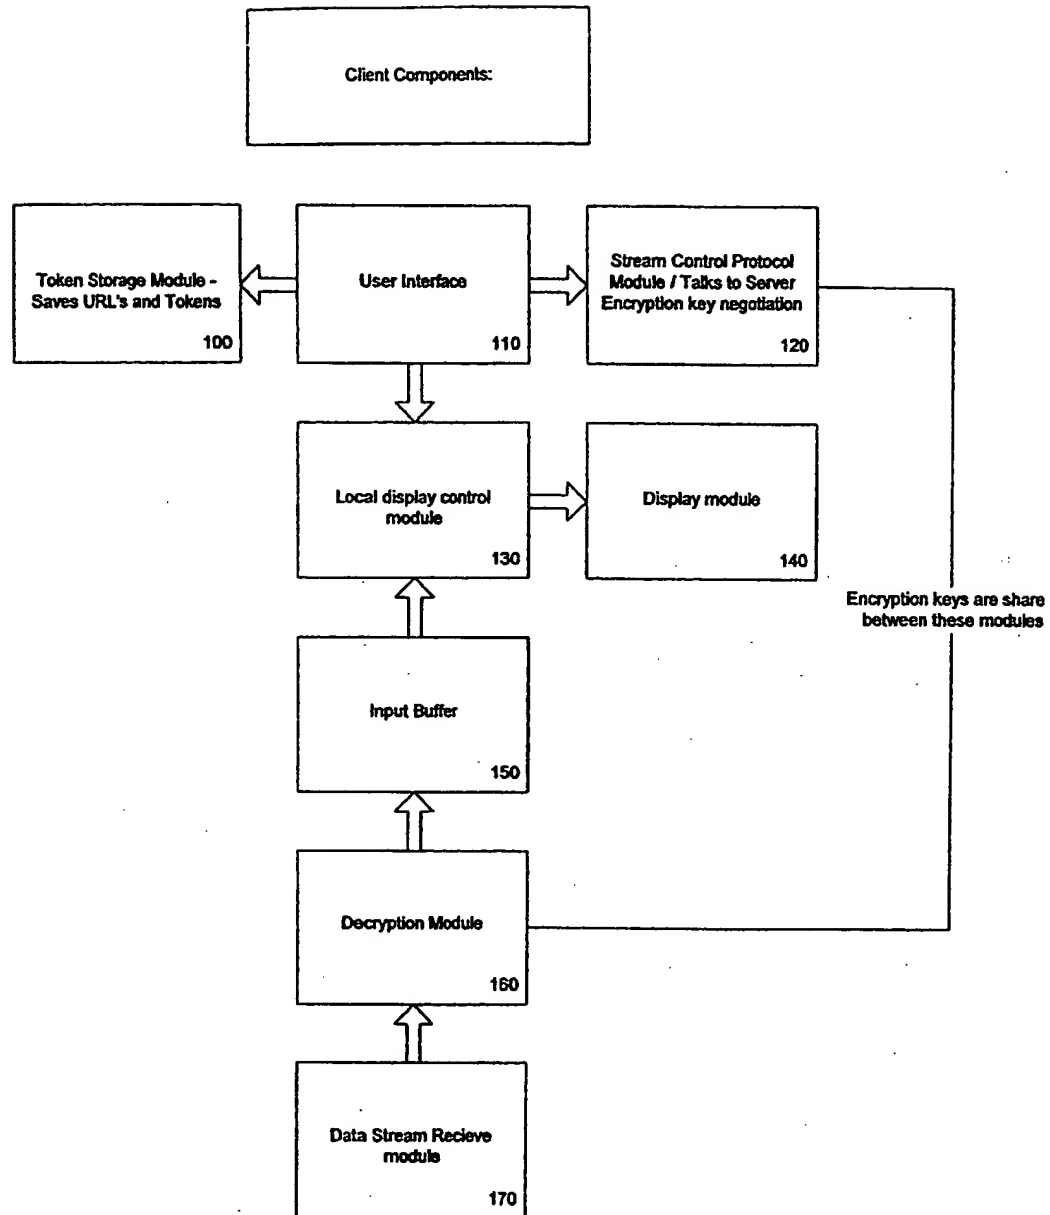 Client Components:
Token Storage Module -
Saves URL's and Tokens
100
User Interface
110
Stream Control Protocol
Module / Talks to Server
Encryption key negotiation
120
Local display control
module
130
Display module
140
Encryption keys are share
between these modules
Input Buffer
150
Decryption Module
160
Data Stream Recieve
module
170